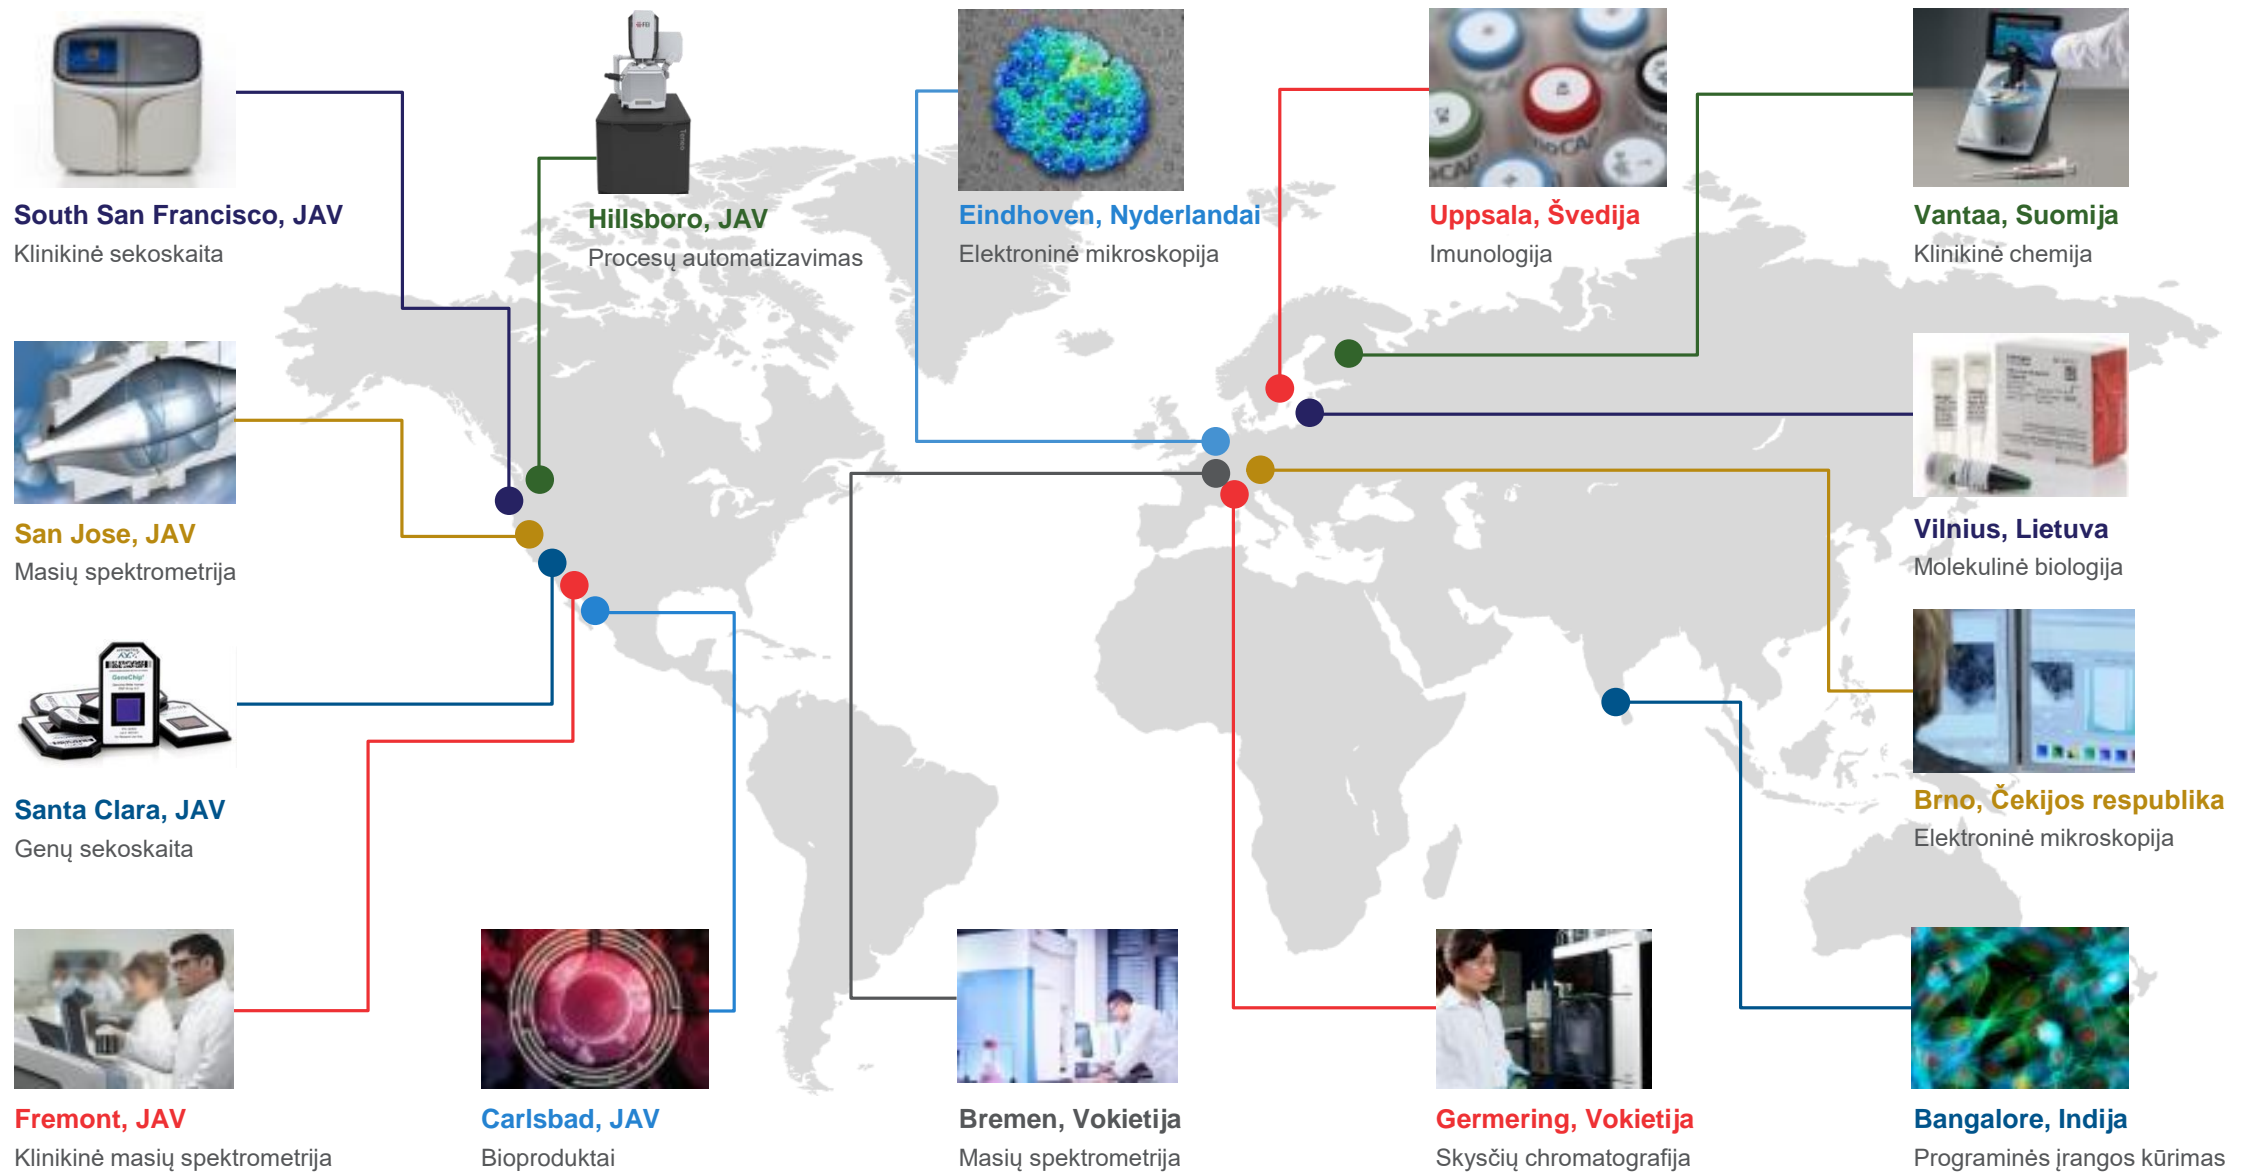 South San Francisco, JAV
Klinikinė sekoskaita
Hillsboro, JAV
Procesų automatizavimas
Eindhoven, Nyderlandai
Elektroninė mikroskopija
Uppsala, Švedija
Imunologija
Vantaa, Suomija
Klinikinė chemija
San Jose, JAV
Masių spektrometrija
Vilnius, Lietuva
Molekulinė biologija
GeneChip
Santa Clara, JAV
Genų sekoskaita
Brno, Čekijos respublika
Elektroninė mikroskopija
Fremont, JAV
Klinikinė masių spektrometrija
Carlsbad, JAV
Bioproduktai
Bremen, Vokietija
Masių spektrometrija
Germering, Vokietija
Skysčių chromatografija
Bangalore, Indija
Programinės įrangos kūrimas